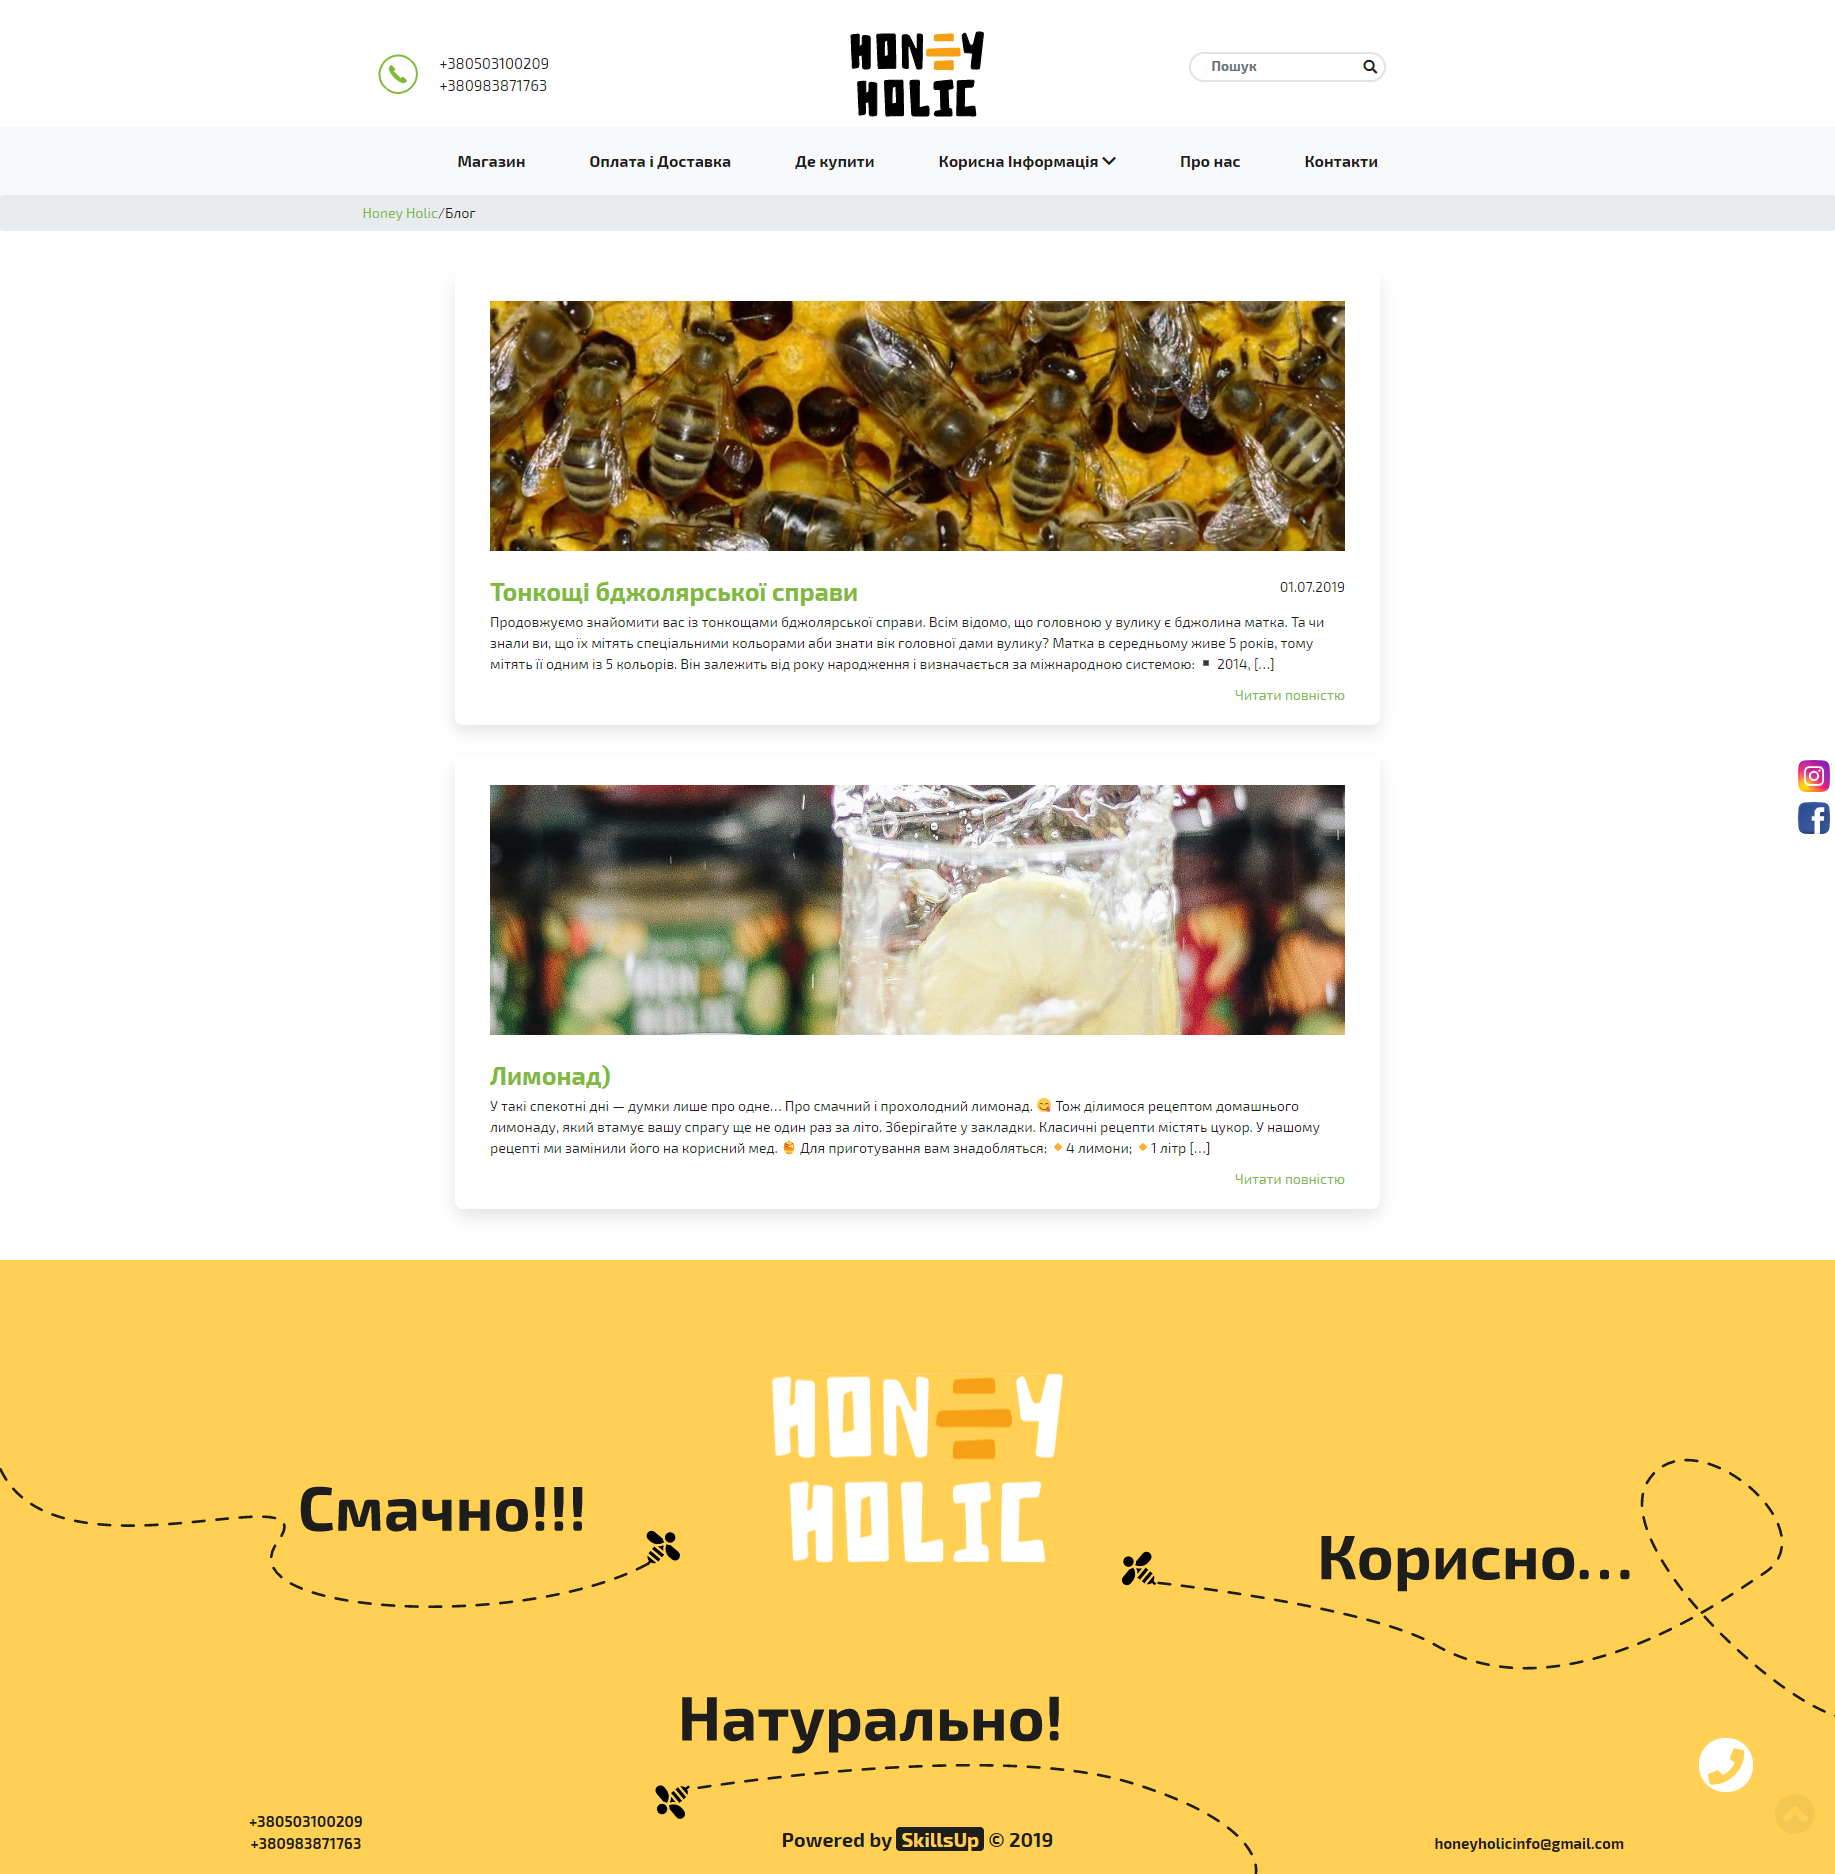 +380503100209
+380983871763
HONEY
HOLIC
Пошук
Магазин
Оплата і Доставка
Де купити
Корисна Інформація
Про нас
Контакти
Honey Holic/Блог
Тонкощі бджолярської справи
01.07.2019
Продовжуємо знайомити вас із тонкощами бджолярської справи. Всім відомо, що головною у вулику є бджолина матка. Та чи
знали ви, що їх мітять спеціальними кольорами аби знати вік головної дами вулику? Матка в середньому живе 5 років, тому
мітять її одним із 5 кольорів. Він залежить від року народження і визначається за міжнародною системою: ▪ 2014, […]
Читати повністю
HONEY
HOLIC
Лимонад)
У такі спекотні дні — думки лише про одне… Про смачний і прохолодний лимонад. 😋 Тож ділимося рецептом домашнього
лимонаду, який втамує вашу спрагу ще не один раз за літо. Зберігайте у закладки. Класичні рецепти містять цукор. У нашому
рецепті ми замінили його на корисний мед. 🍯 Для приготування вам знадобляться: 🔸4 лимони; 🔸1 літр […]
Читати повністю
HONEY
HOLIC
Смачно!!!
Корисно…
Натурально!
+380503100209
+380983871763
Powered by SkillsUp © 2019
honeyholicinfo@gmail.com